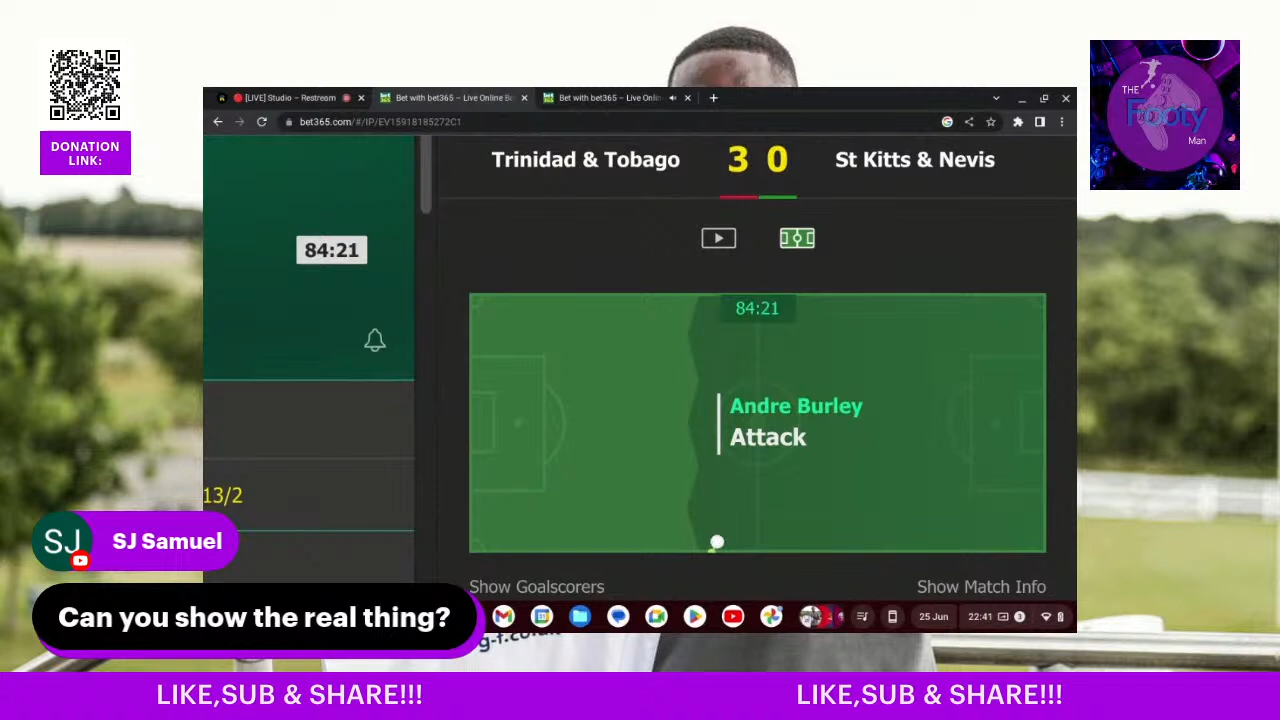 DONATION
LINK:
THE
Footy
Man
[LIVE] Studio – Restream
Bet with bet365 – Live Online Be
Bet with bet365 – Live Onlin
bet365.com/#/IP/EV15918185272C1
Trinidad & Tobago 3 0 St Kitts & Nevis
84:21
84:21
Andre Burley
Attack
13/2
SJ SJ Samuel
Can you show the real thing?
Show Goalscorers Show Match Info
25 Jun 22:41
LIKE,SUB & SHARE!!! LIKE,SUB & SHARE!!!